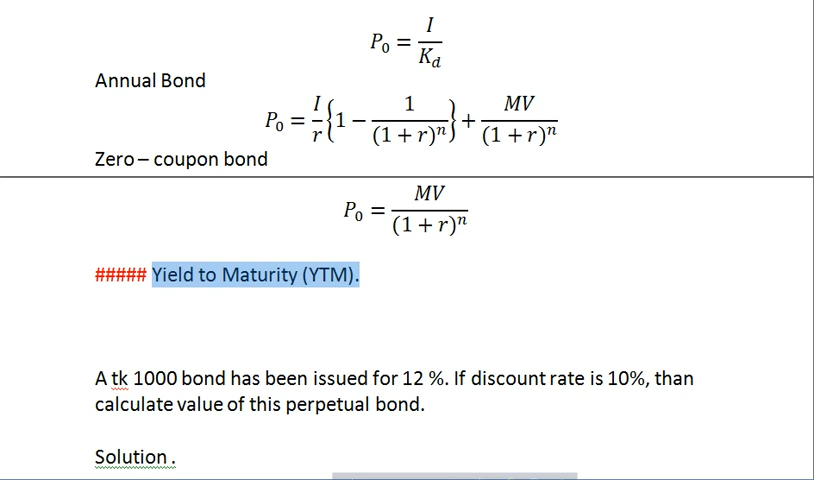 P₀ = I / K_d
Annual Bond
P₀ = I/r {1 − 1/(1 + r)ⁿ} + MV/(1 + r)ⁿ
Zero – coupon bond
P₀ = MV/(1 + r)ⁿ
##### Yield to Maturity (YTM).
A tk 1000 bond has been issued for 12 %. If discount rate is 10%, than
calculate value of this perpetual bond.
Solution .